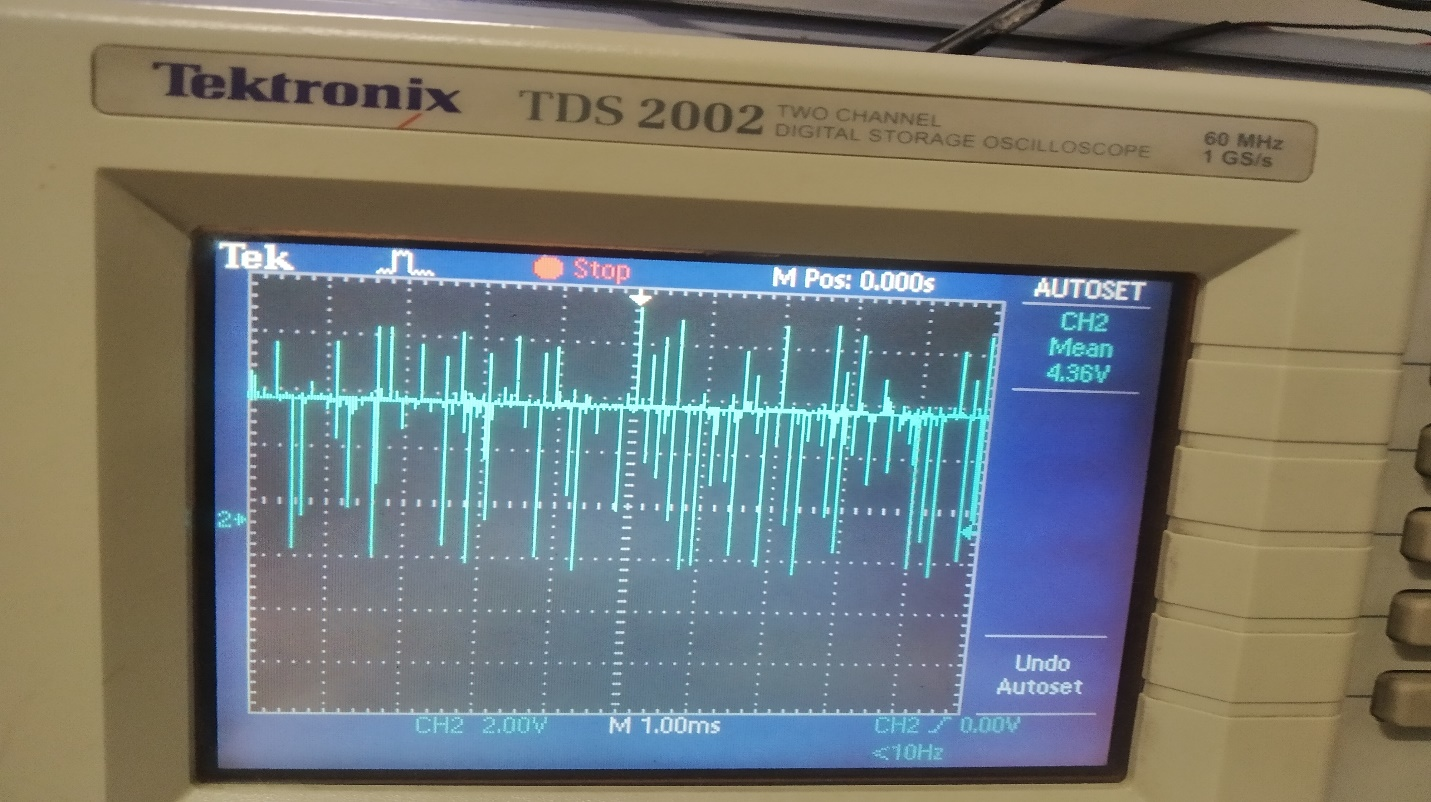 Tektronix
TDS 2002
TWO CHANNEL
DIGITAL STORAGE OSCILLOSCOPE
60 MHz
1 GS/s
Tek
Stop
M Pos: 0.000s
AUTOSET
CH2
Mean
4.36V
2
Undo
Autoset
CH2 2.00V
M 1.00ms
CH2 0.00V
<10Hz